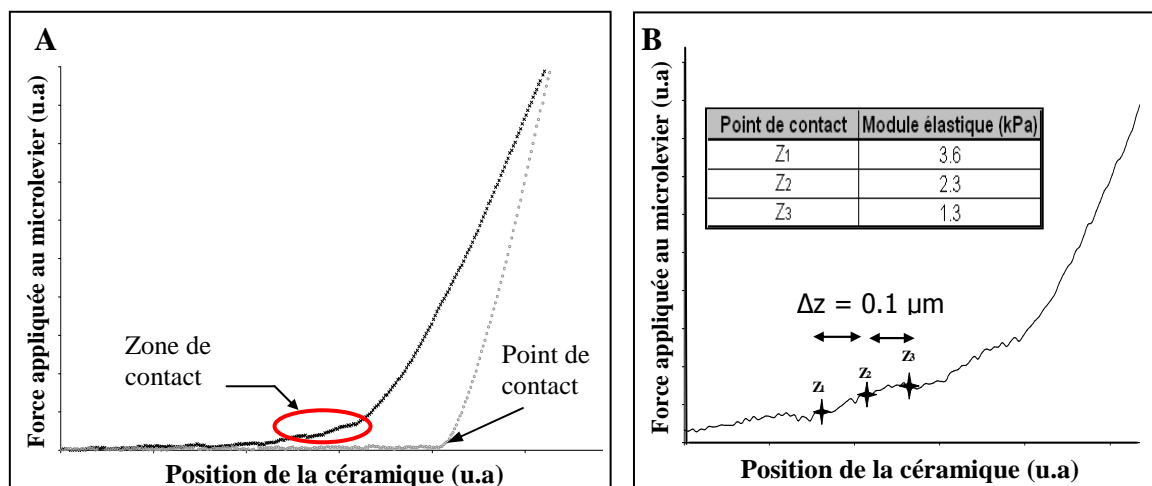 A
Force appliquée au microlevier (u.a)
Zone de
contact
Point de
contact
Position de la céramique (u.a)
B
Force appliquée au microlevier (u.a)
Point de contact Module élastique (kPa)
Z1 3.6
Z2 2.3
Z3 1.3
Δz = 0.1 µm
Z1
Z2
Z3
Position de la céramique (u.a)